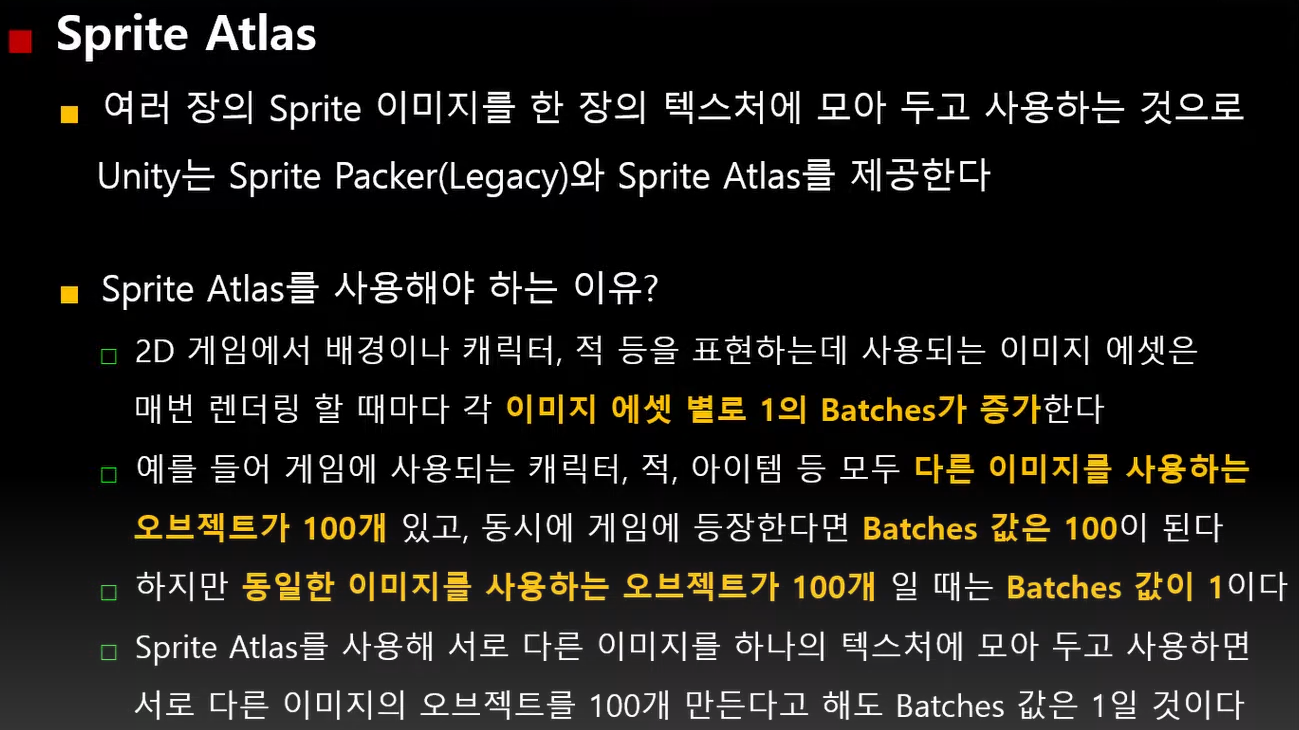 Sprite Atlas
여러 장의 Sprite 이미지를 한 장의 텍스처에 모아 두고 사용하는 것으로
Unity는 Sprite Packer(Legacy)와 Sprite Atlas를 제공한다
Sprite Atlas를 사용해야 하는 이유?
2D 게임에서 배경이나 캐릭터, 적 등을 표현하는데 사용되는 이미지 에셋은
매번 렌더링 할 때마다 각 이미지 에셋 별로 1의 Batches가 증가한다
예를 들어 게임에 사용되는 캐릭터, 적, 아이템 등 모두 다른 이미지를 사용하는
오브젝트가 100개 있고, 동시에 게임에 등장한다면 Batches 값은 100이 된다
하지만 동일한 이미지를 사용하는 오브젝트가 100개 일 때는 Batches 값이 1이다
Sprite Atlas를 사용해 서로 다른 이미지를 하나의 텍스처에 모아 두고 사용하면
서로 다른 이미지의 오브젝트를 100개 만든다고 해도 Batches 값은 1일 것이다